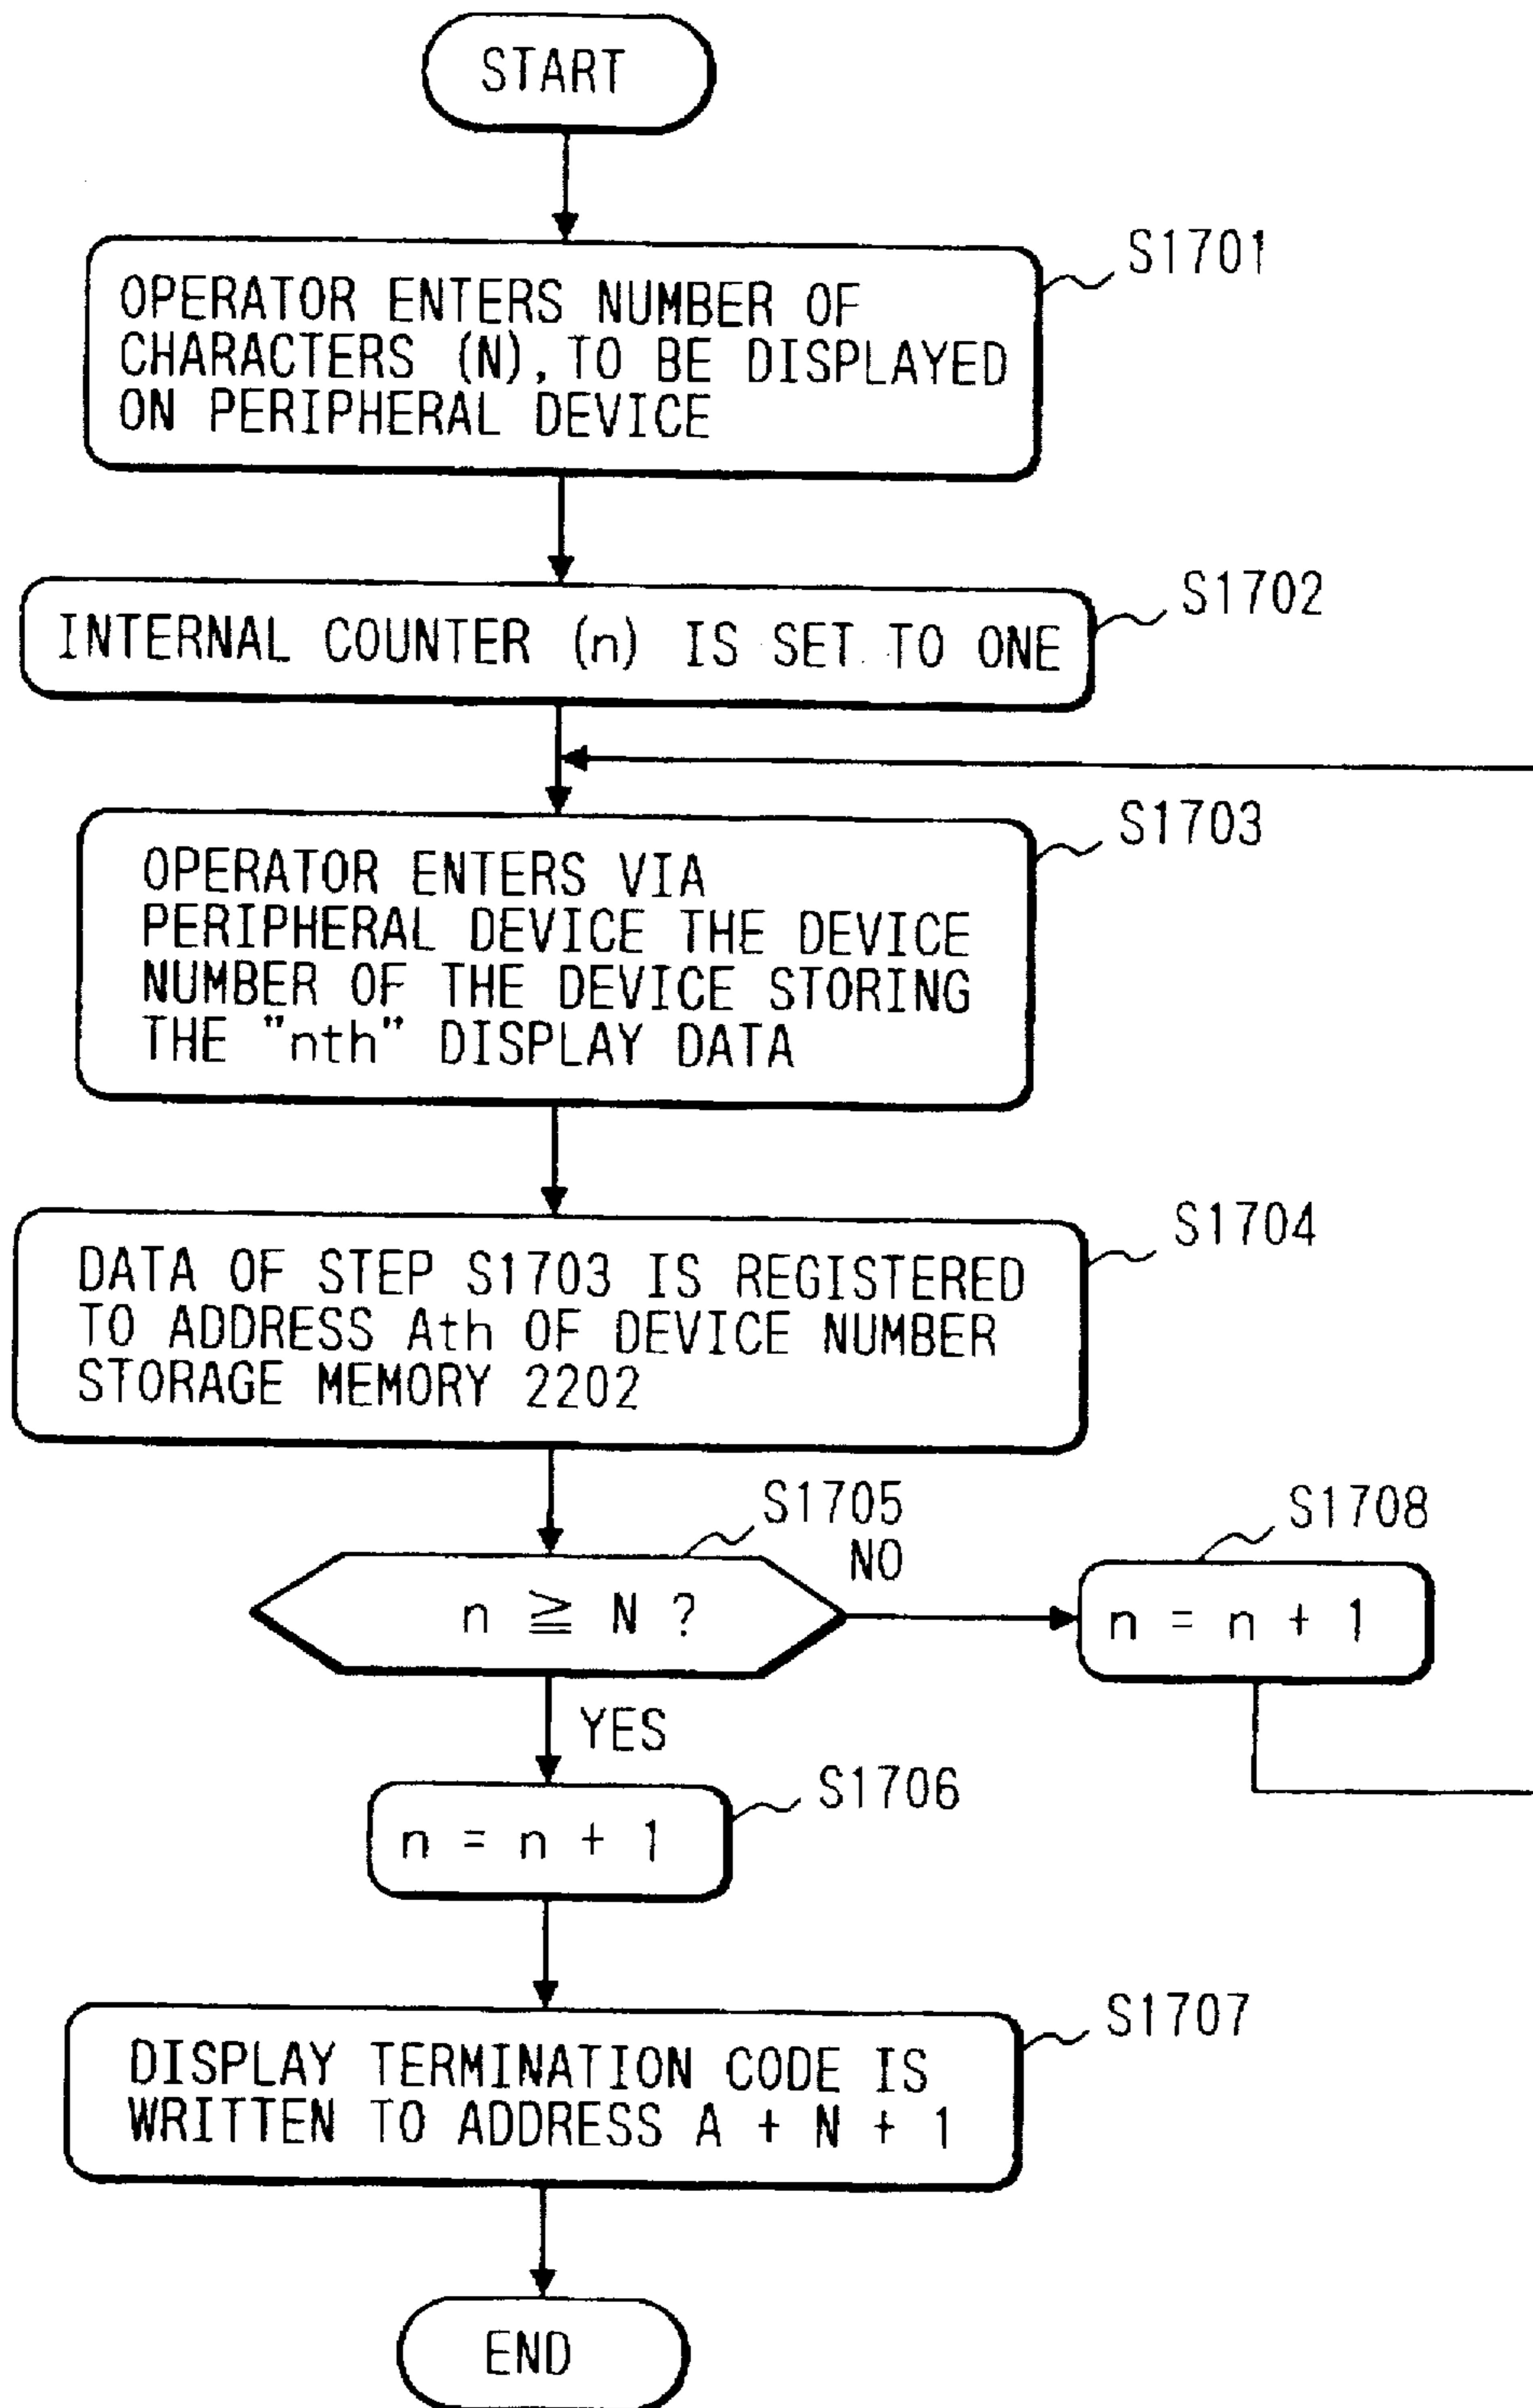 START
S1701
OPERATOR ENTERS NUMBER OF
CHARACTERS (N), TO BE DISPLAYED
ON PERIPHERAL DEVICE
S1702
INTERNAL COUNTER (n) IS SET TO ONE
S1703
OPERATOR ENTERS VIA
PERIPHERAL DEVICE THE DEVICE
NUMBER OF THE DEVICE STORING
THE "nth" DISPLAY DATA
S1704
DATA OF STEP S1703 IS REGISTERED
TO ADDRESS Ath OF DEVICE NUMBER
STORAGE MEMORY 2202
S1705
NO
S1708
n ≧ N ?
n = n + 1
YES
S1706
n = n + 1
S1707
DISPLAY TERMINATION CODE IS
WRITTEN TO ADDRESS A + N + 1
END